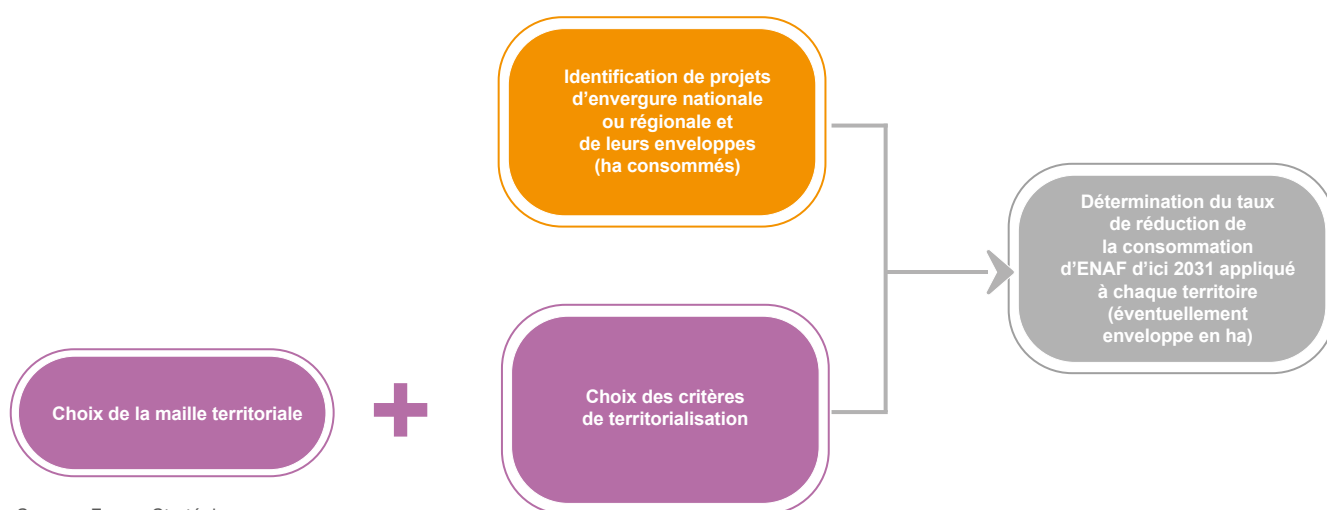 Identification de projets
d'envergure nationale
ou régionale et
de leurs enveloppes
(ha consommés)
Détermination du taux
de réduction de
la consommation
d'ENAF d'ici 2031 appliqué
à chaque territoire
(éventuellement
enveloppe en ha)
Choix de la maille territoriale
+
Choix des critères
de territorialisation